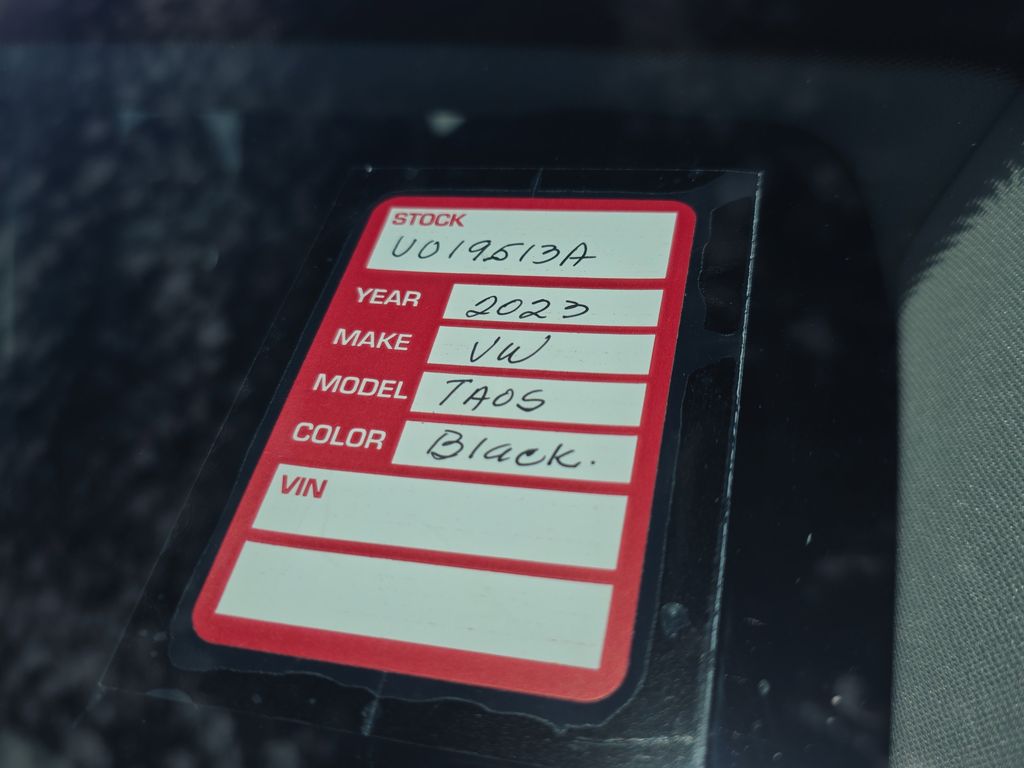 STOCK
U019513A
YEAR 2023
MAKE VW
MODEL TAOS
COLOR Black.
VIN